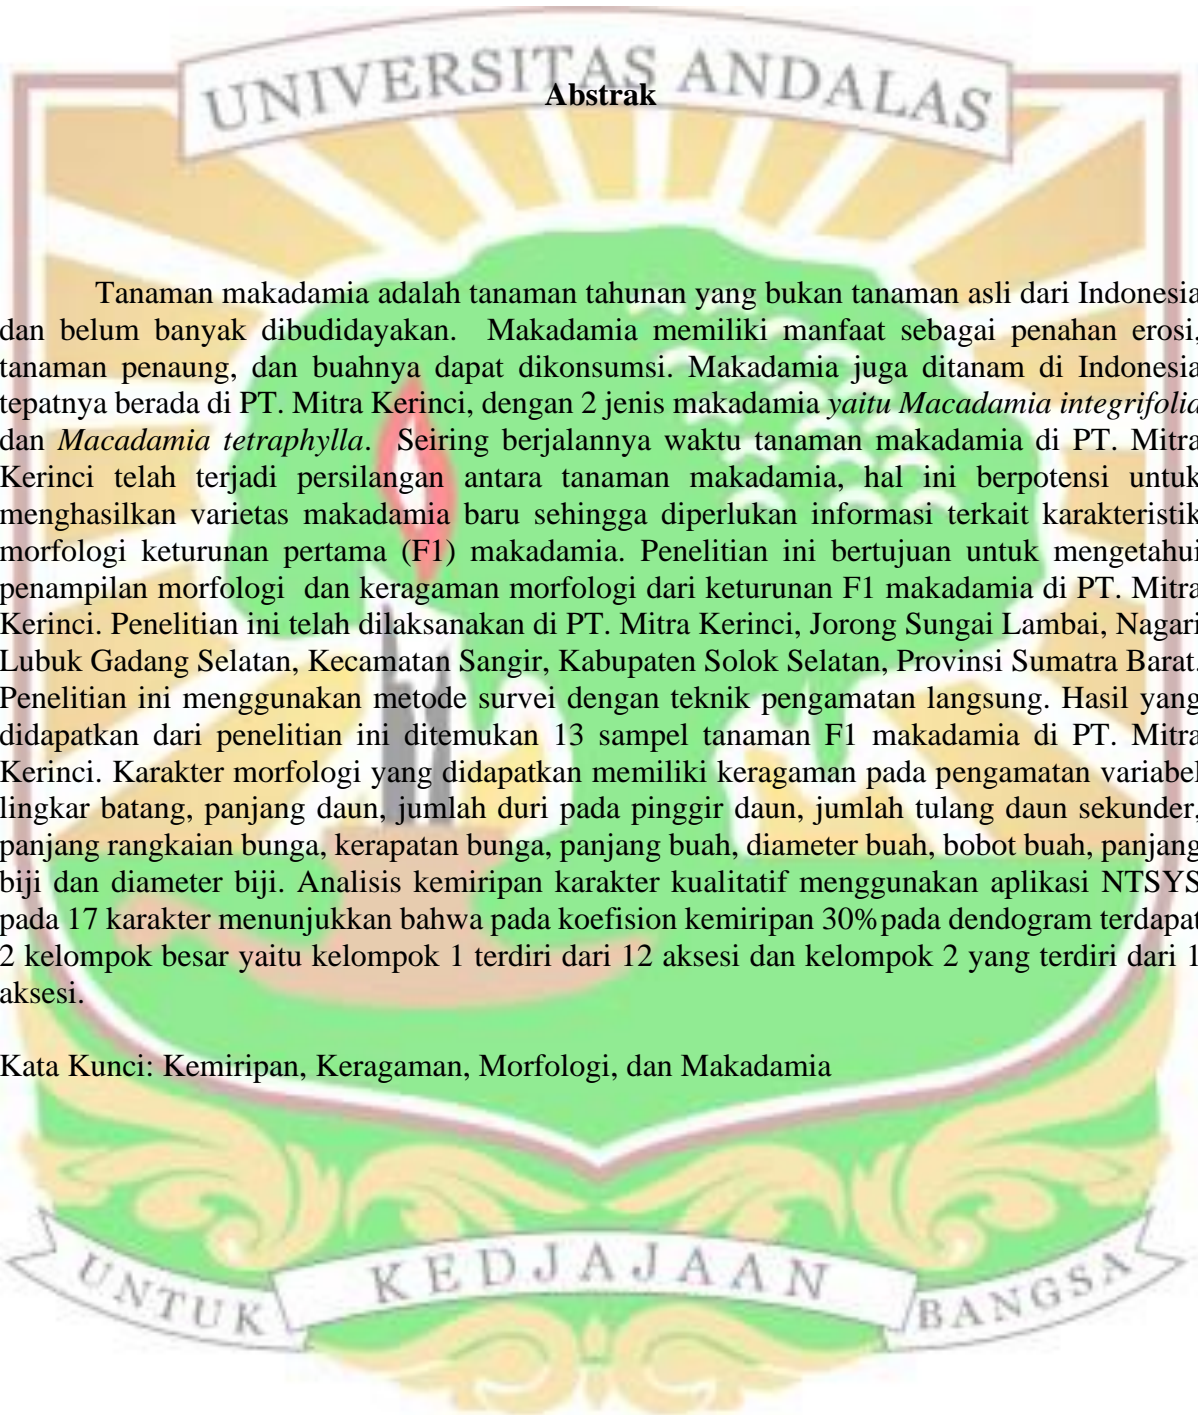 UNIVERSITAS ANDALAS
Abstrak
Tanaman makadamia adalah tanaman tahunan yang bukan tanaman asli dari Indonesia
dan belum banyak dibudidayakan. Makadamia memiliki manfaat sebagai penahan erosi,
tanaman penaung, dan buahnya dapat dikonsumsi. Makadamia juga ditanam di Indonesia
tepatnya berada di PT. Mitra Kerinci, dengan 2 jenis makadamia yaitu Macadamia integrifolia
dan Macadamia tetraphylla. Seiring berjalannya waktu tanaman makadamia di PT. Mitra
Kerinci telah terjadi persilangan antara tanaman makadamia, hal ini berpotensi untuk
menghasilkan varietas makadamia baru sehingga diperlukan informasi terkait karakteristik
morfologi keturunan pertama (F1) makadamia. Penelitian ini bertujuan untuk mengetahui
penampilan morfologi dan keragaman morfologi dari keturunan F1 makadamia di PT. Mitra
Kerinci. Penelitian ini telah dilaksanakan di PT. Mitra Kerinci, Jorong Sungai Lambai, Nagari
Lubuk Gadang Selatan, Kecamatan Sangir, Kabupaten Solok Selatan, Provinsi Sumatra Barat.
Penelitian ini menggunakan metode survei dengan teknik pengamatan langsung. Hasil yang
didapatkan dari penelitian ini ditemukan 13 sampel tanaman F1 makadamia di PT. Mitra
Kerinci. Karakter morfologi yang didapatkan memiliki keragaman pada pengamatan variabel
lingkar batang, panjang daun, jumlah duri pada pinggir daun, jumlah tulang daun sekunder,
panjang rangkaian bunga, kerapatan bunga, panjang buah, diameter buah, bobot buah, panjang
biji dan diameter biji. Analisis kemiripan karakter kualitatif menggunakan aplikasi NTSYS
pada 17 karakter menunjukkan bahwa pada koefision kemiripan 30% pada dendogram terdapat
2 kelompok besar yaitu kelompok 1 terdiri dari 12 aksesi dan kelompok 2 yang terdiri dari 1
aksesi.
Kata Kunci: Kemiripan, Keragaman, Morfologi, dan Makadamia
UNTUK KEDJAJAAN BANGSA